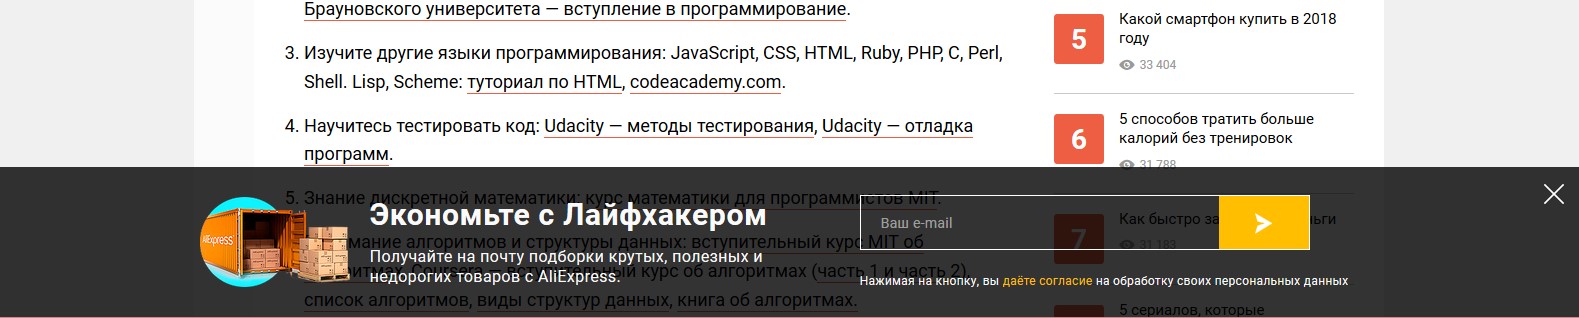 Брауновского университета — вступление в программирование.
3. Изучите другие языки программирования: JavaScript, CSS, HTML, Ruby, PHP, C, Perl,
Shell. Lisp, Scheme: туториал по HTML, codeacademy.com.
4. Научитесь тестировать код: Udacity — методы тестирования, Udacity — отладка
программ.
5. Знание дискретной математики: курс математики для программистов MIT.
алгоритмов и структуры данных: вступительный курс MIT об
Coursera — вступительный курс об алгоритмах (часть 1 и часть 2),
список алгоритмов, виды структур данных, книга об алгоритмах.
5
Какой смартфон купить в 2018
году
33 404
6
5 способов тратить больше
калорий без тренировок
31 788
7
Как быстро
31 183
5 сериалов, которые
AliExpress
Экономьте с Лайфхакером
Получайте на почту подборки крутых, полезных и
недорогих товаров с AliExpress.
Ваш e-mail
Нажимая на кнопку, вы даёте согласие на обработку своих персональных данных